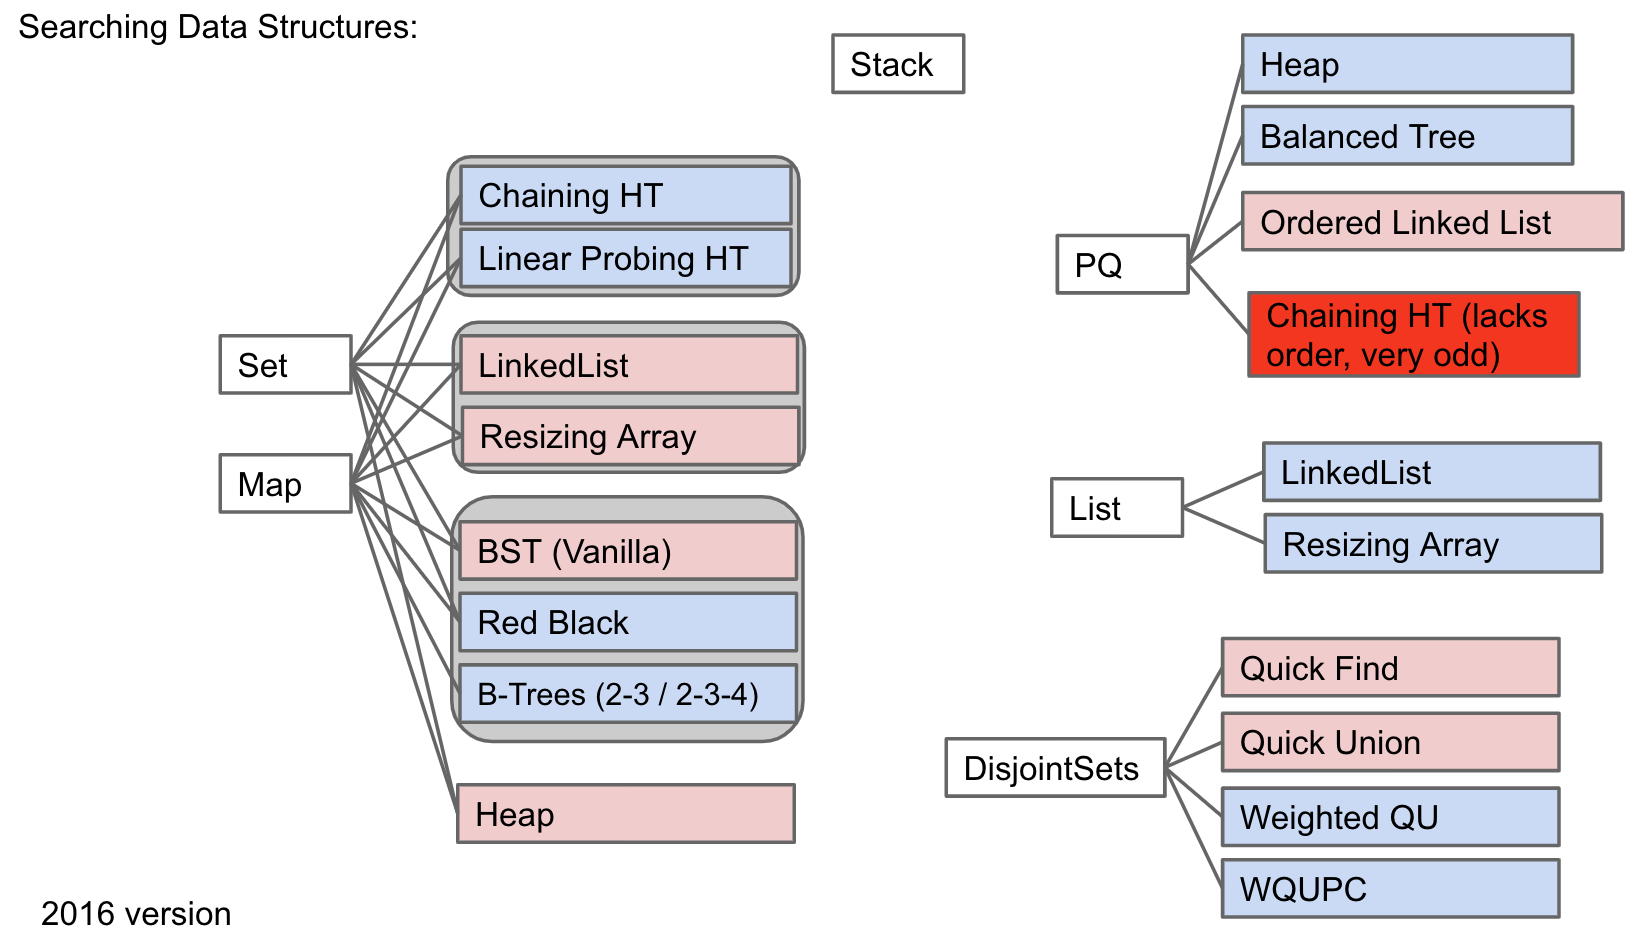 Searching Data Structures:
Set
Map
Chaining HT
Linear Probing HT
LinkedList
Resizing Array
BST (Vanilla)
Red Black
B-Trees (2-3 / 2-3-4)
Heap
Stack
PQ
Heap
Balanced Tree
Ordered Linked List
Chaining HT (lacks
order, very odd)
List
LinkedList
Resizing Array
DisjointSets
Quick Find
Quick Union
Weighted QU
WQUPC
2016 version